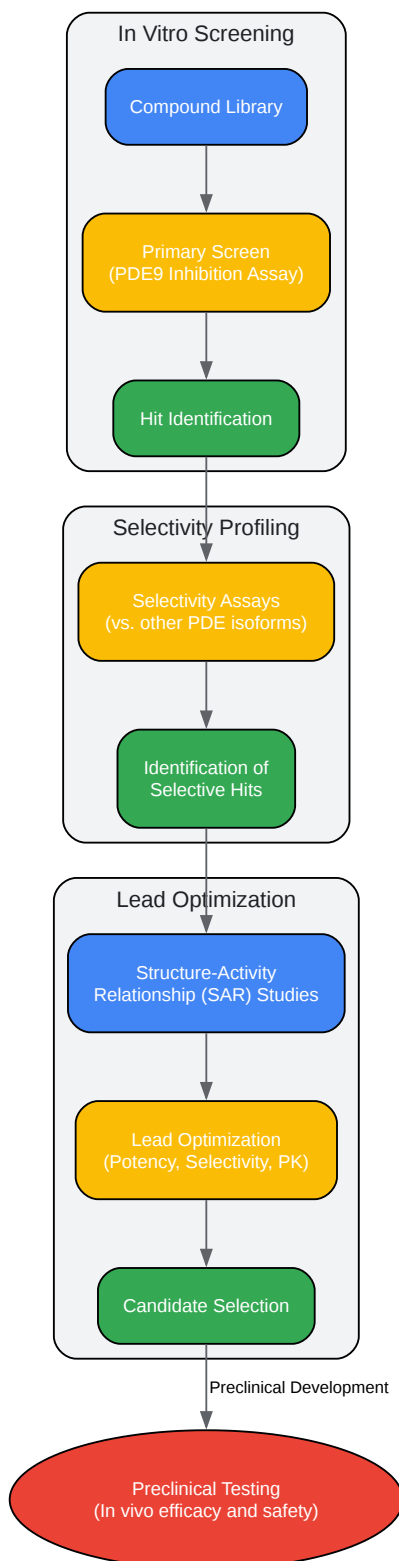 In Vitro Screening
Compound Library
Primary Screen
(PDE9 Inhibition Assay)
Hit Identification
Selectivity Profiling
Selectivity Assays
(vs. other PDE isoforms)
Identification of
Selective Hits
Lead Optimization
Structure-Activity
Relationship (SAR) Studies
Lead Optimization
(Potency, Selectivity, PK)
Candidate Selection
Preclinical Development
Preclinical Testing
(In vivo efficacy and safety)